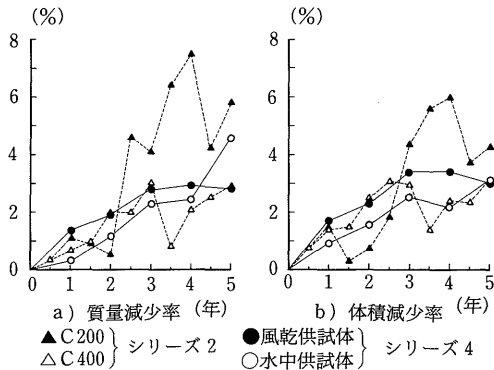 (%) (%)
8 8
6 6
4 4
2 2
0 0
0 1 2 3 4 5 0 1 2 3 4 5
a）質量減少率 (年) b）体積減少率 (年)
▲C200 シリーズ2 ●風乾供試体 シリーズ4
△C400 ○水中供試体